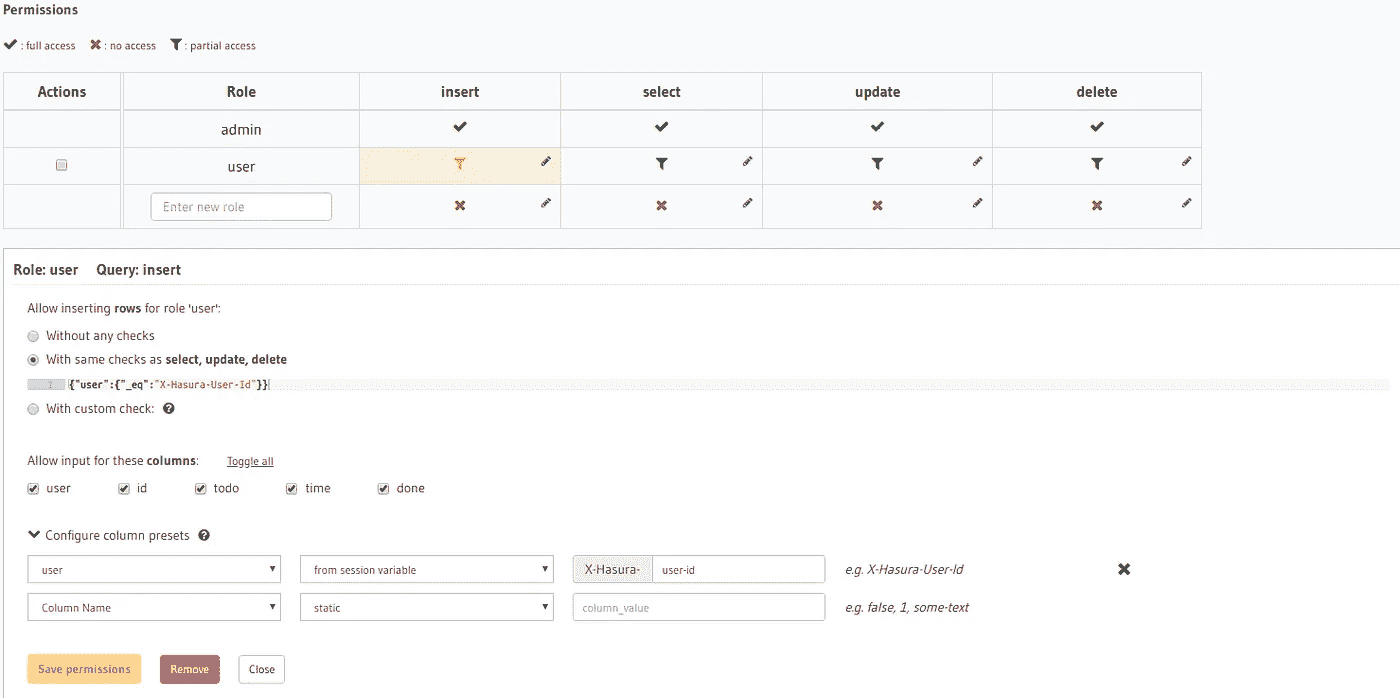 Permissions
: full access : no access : partial access
Actions Role insert select update delete
admin
user
Enter new role
Role: user Query: insert
Allow inserting rows for role 'user':
Without any checks
With same checks as select, update, delete
{"user":{"_eq":"X-Hasura-User-Id"}}
With custom check:
Allow input for these columns: Toggle all
user id todo time done
Configure column presets
user from session variable X-Hasura- user-id e.g. X-Hasura-User-Id
Column Name static column_value e.g. false, 1, some-text
Save permissions Remove Close